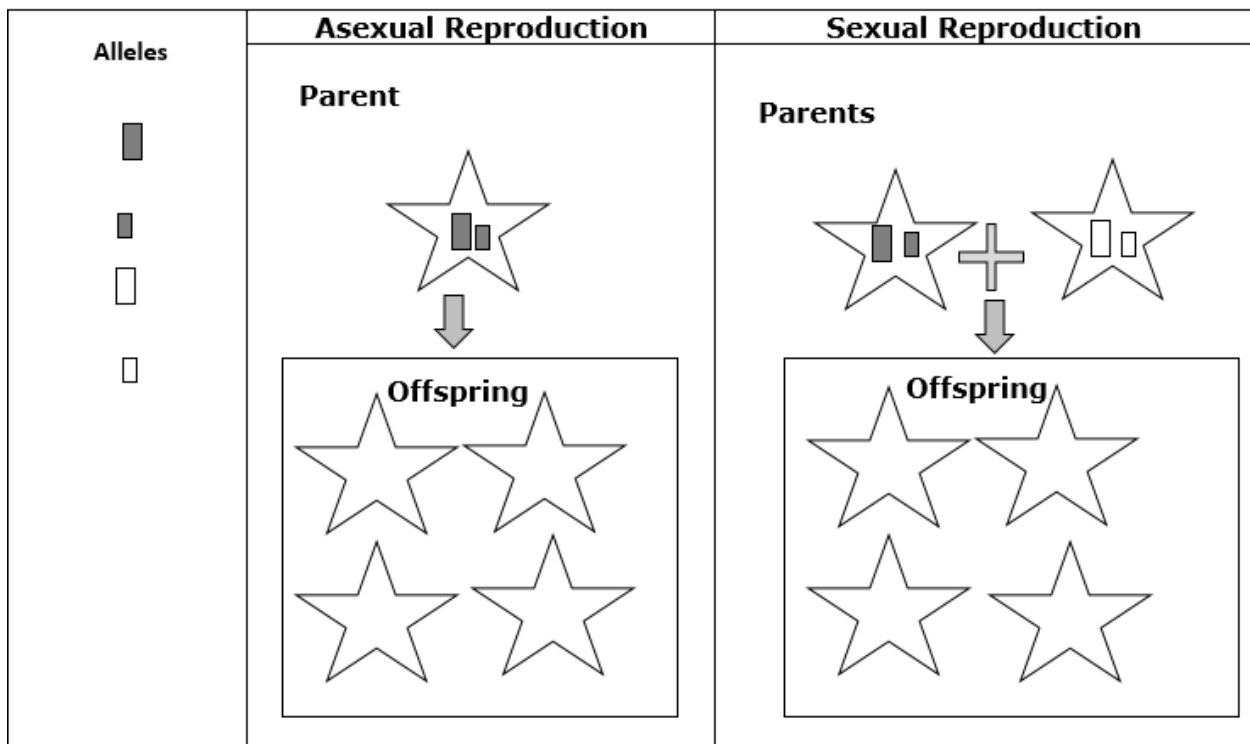 Alleles
Asexual Reproduction
Sexual Reproduction
Parent
Parents
Offspring
Offspring